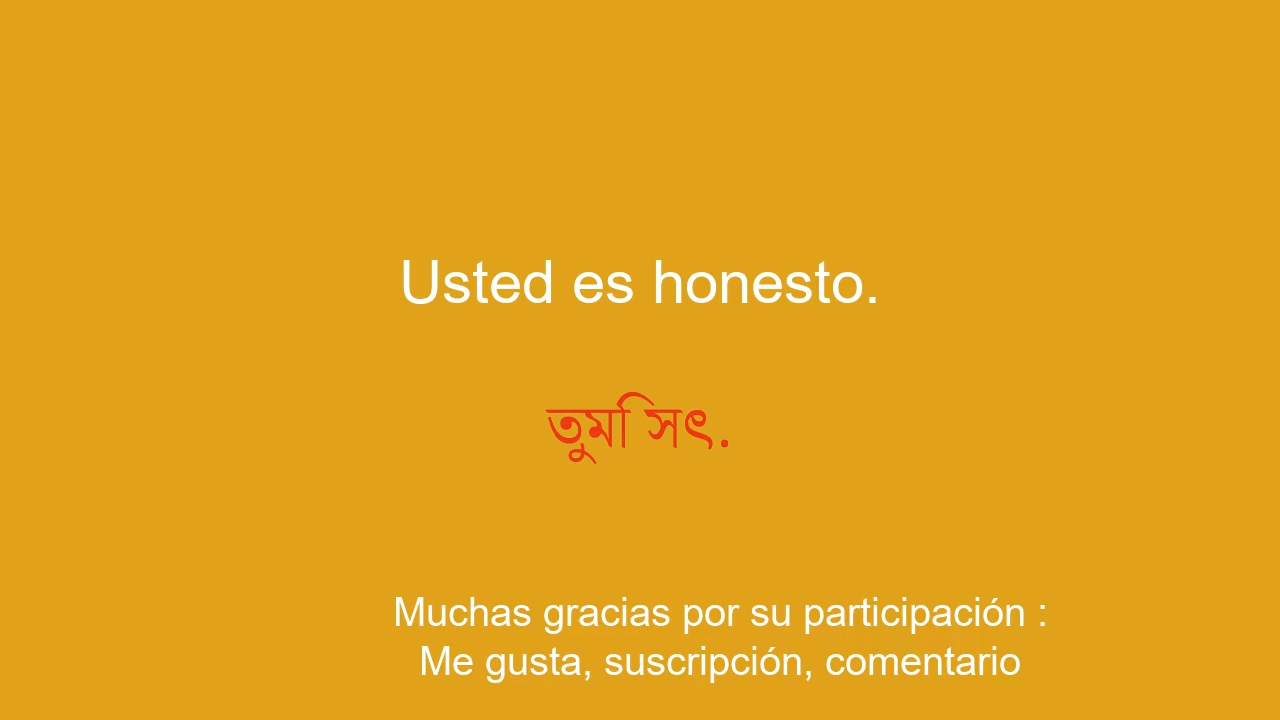 Usted es honesto.
তুমি সৎ.
Muchas gracias por su participación :
Me gusta, suscripción, comentario